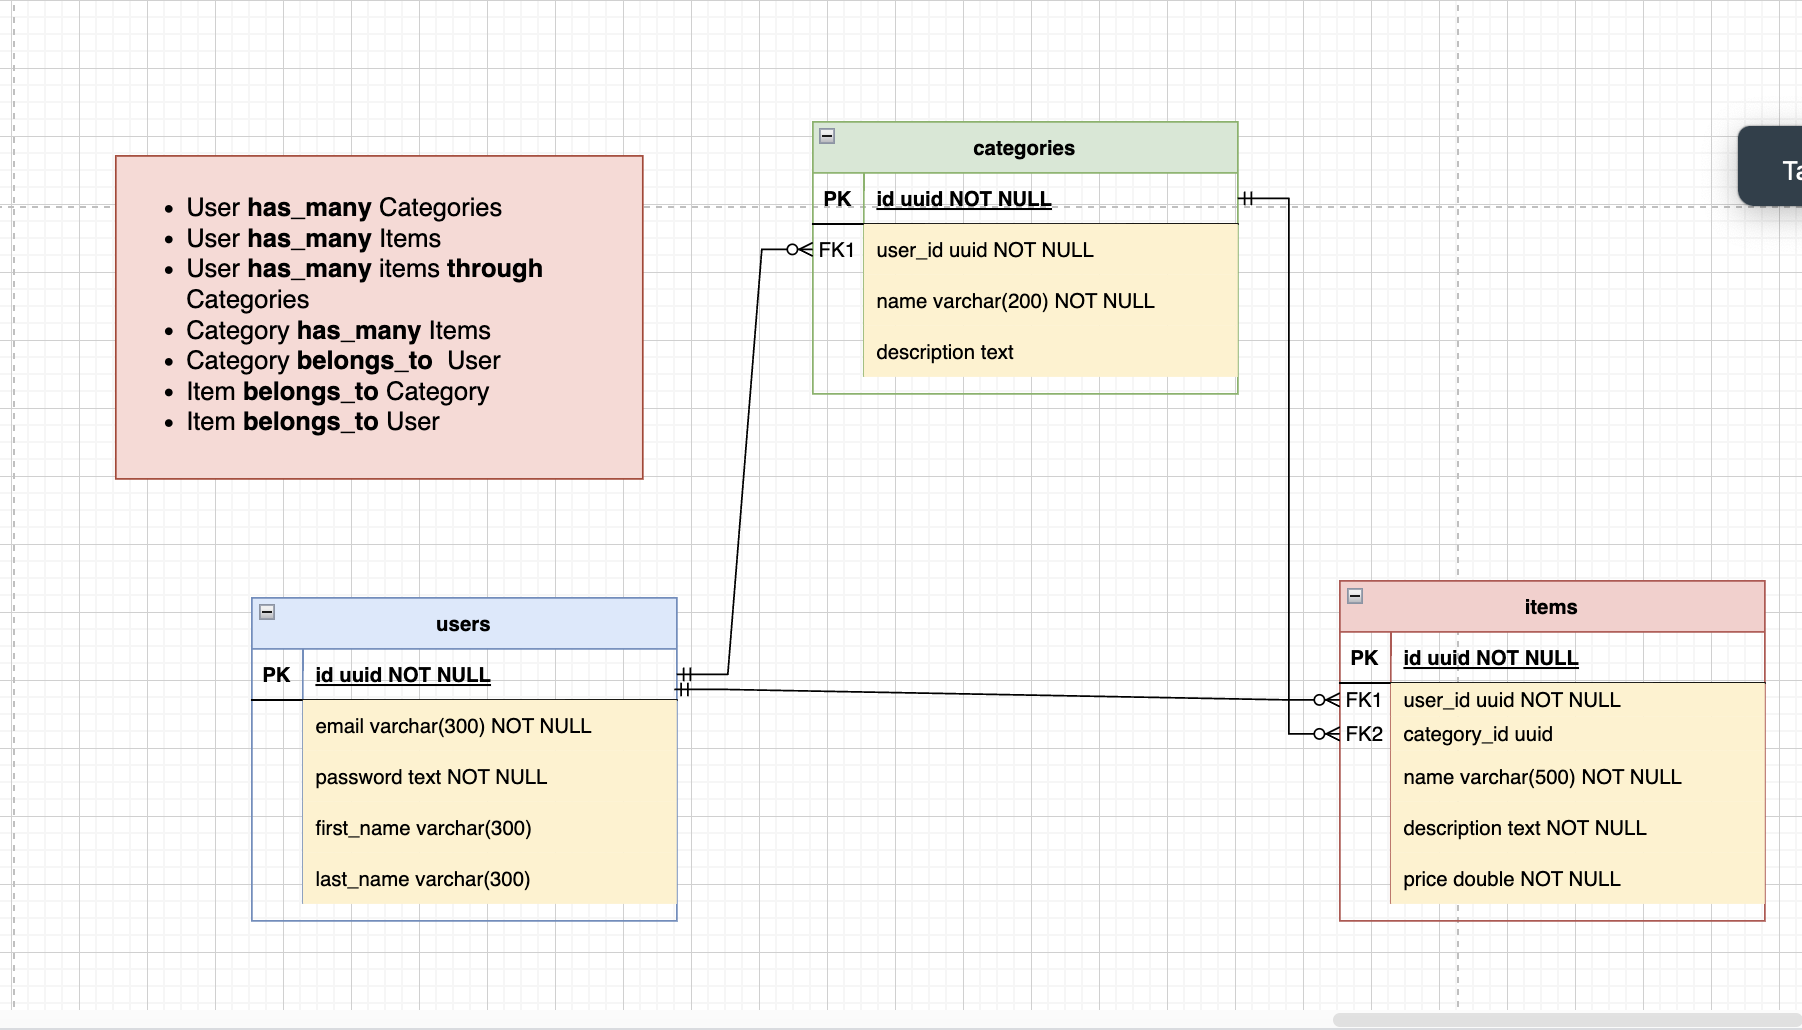 User has_many Categories
User has_many Items
User has_many items through
Categories
Category has_many Items
Category belongs_to  User
Item belongs_to Category
Item belongs_to User
categories
PK id uuid NOT NULL
FK1 user_id uuid NOT NULL
name varchar(200) NOT NULL
description text
users
PK id uuid NOT NULL
email varchar(300) NOT NULL
password text NOT NULL
first_name varchar(300)
last_name varchar(300)
items
PK id uuid NOT NULL
FK1 user_id uuid NOT NULL
FK2 category_id uuid
name varchar(500) NOT NULL
description text NOT NULL
price double NOT NULL